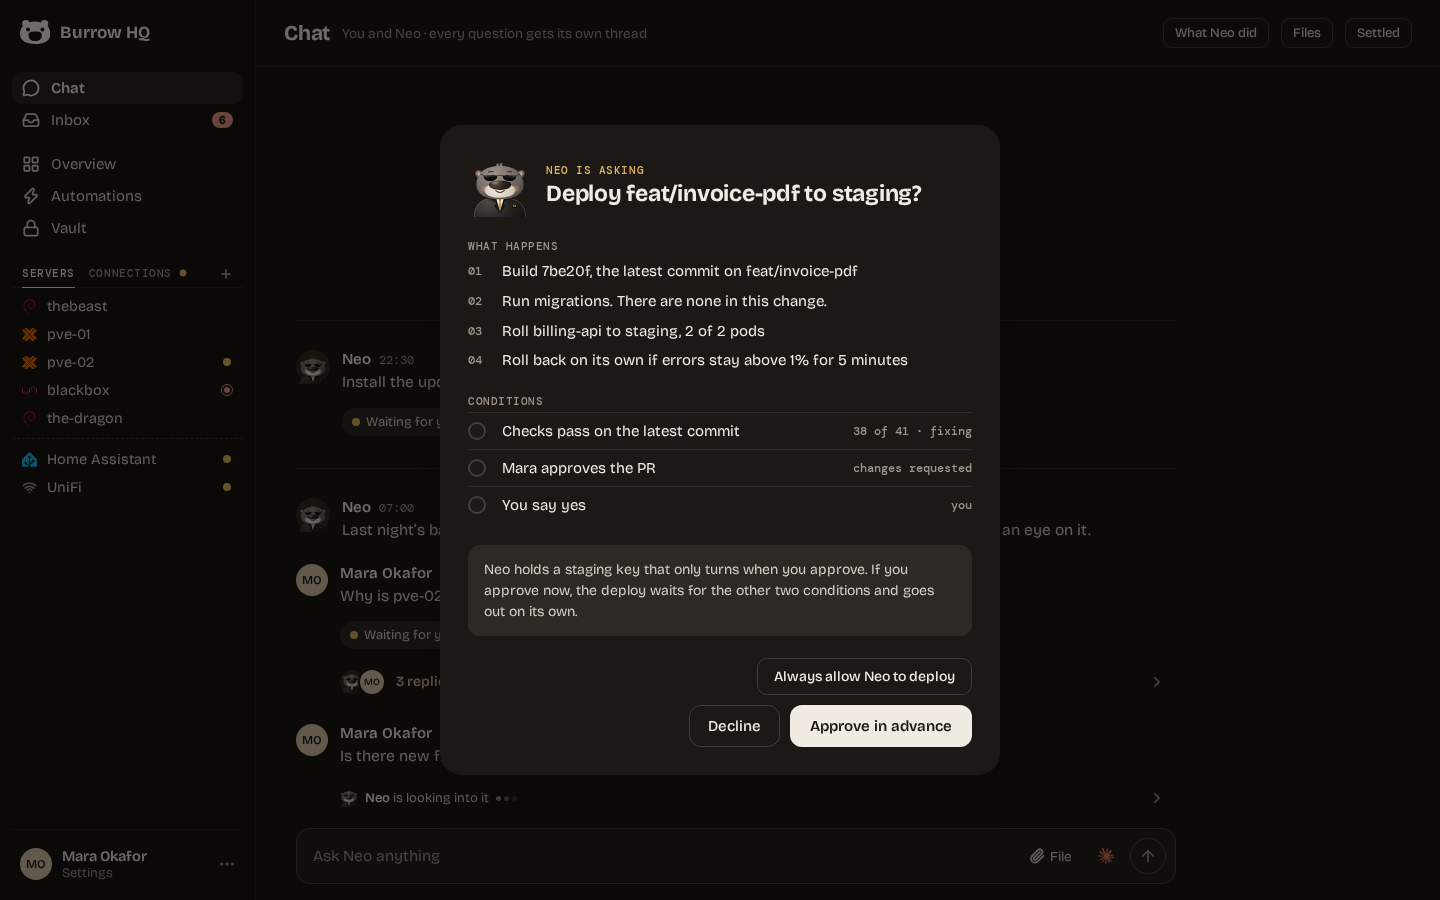 Burrow HQ
Chat
Inbox
6
Overview
Automations
Vault
SERVERS
CONNECTIONS
thebeast
pve-01
pve-02
blackbox
the-dragon
Home Assistant
UniFi
MO
Mara Okafor
Settings
Chat
You and Neo · every question gets its own thread
What Neo did
Files
Settled
Neo 22:30
Install the
Waiting for
Neo 07:00
Last night's
an eye on it.
MO
Mara Okafor
Why is pve-02
Waiting for
MO
3
MO
Mara Okafor
Is there new
Neo is looking into it
Ask Neo anything
File
NEO IS ASKING
Deploy feat/invoice-pdf to staging?
WHAT HAPPENS
01 Build 7be20f, the latest commit on feat/invoice-pdf
02 Run migrations. There are none in this change.
03 Roll billing-api to staging, 2 of 2 pods
04 Roll back on its own if errors stay above 1% for 5 minutes
CONDITIONS
Checks pass on the latest commit 38 of 41 · fixing
Mara approves the PR changes requested
You say yes you
Neo holds a staging key that only turns when you approve. If you
approve now, the deploy waits for the other two conditions and goes
out on its own.
Always allow Neo to deploy
Decline
Approve in advance